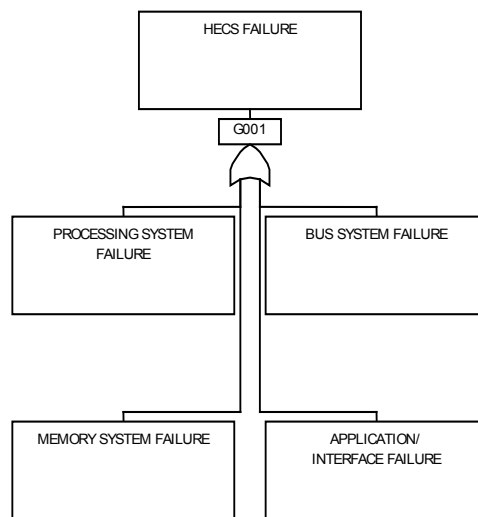 HECS FAILURE
G001
PROCESSING SYSTEM
FAILURE
BUS SYSTEM FAILURE
MEMORY SYSTEM FAILURE
APPLICATION/
INTERFACE FAILURE